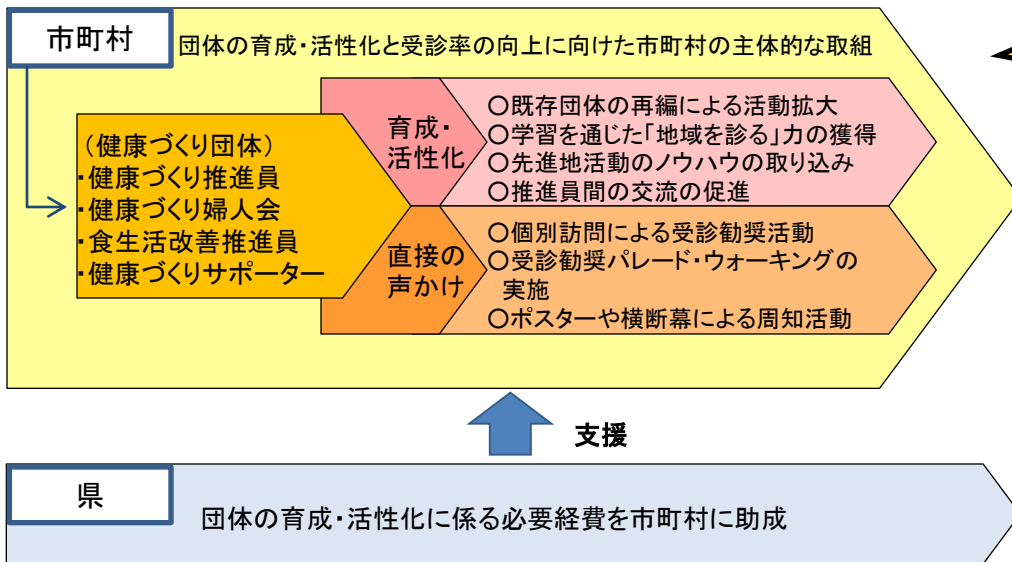 市町村
団体の育成・活性化と受診率の向上に向けた市町村の主体的な取組
(健康づくり団体)
・健康づくり推進員
・健康づくり婦人会
・食生活改善推進員
・健康づくりサポーター
育成・
活性化
○既存団体の再編による活動拡大
○学習を通じた「地域を診る」力の獲得
○先進地活動のノウハウの取り込み
○推進員間の交流の促進
直接の
声かけ
○個別訪問による受診勧奨活動
○受診勧奨パレード・ウォーキングの
実施
○ポスターや横断幕による周知活動
支援
県
団体の育成・活性化に係る必要経費を市町村に助成